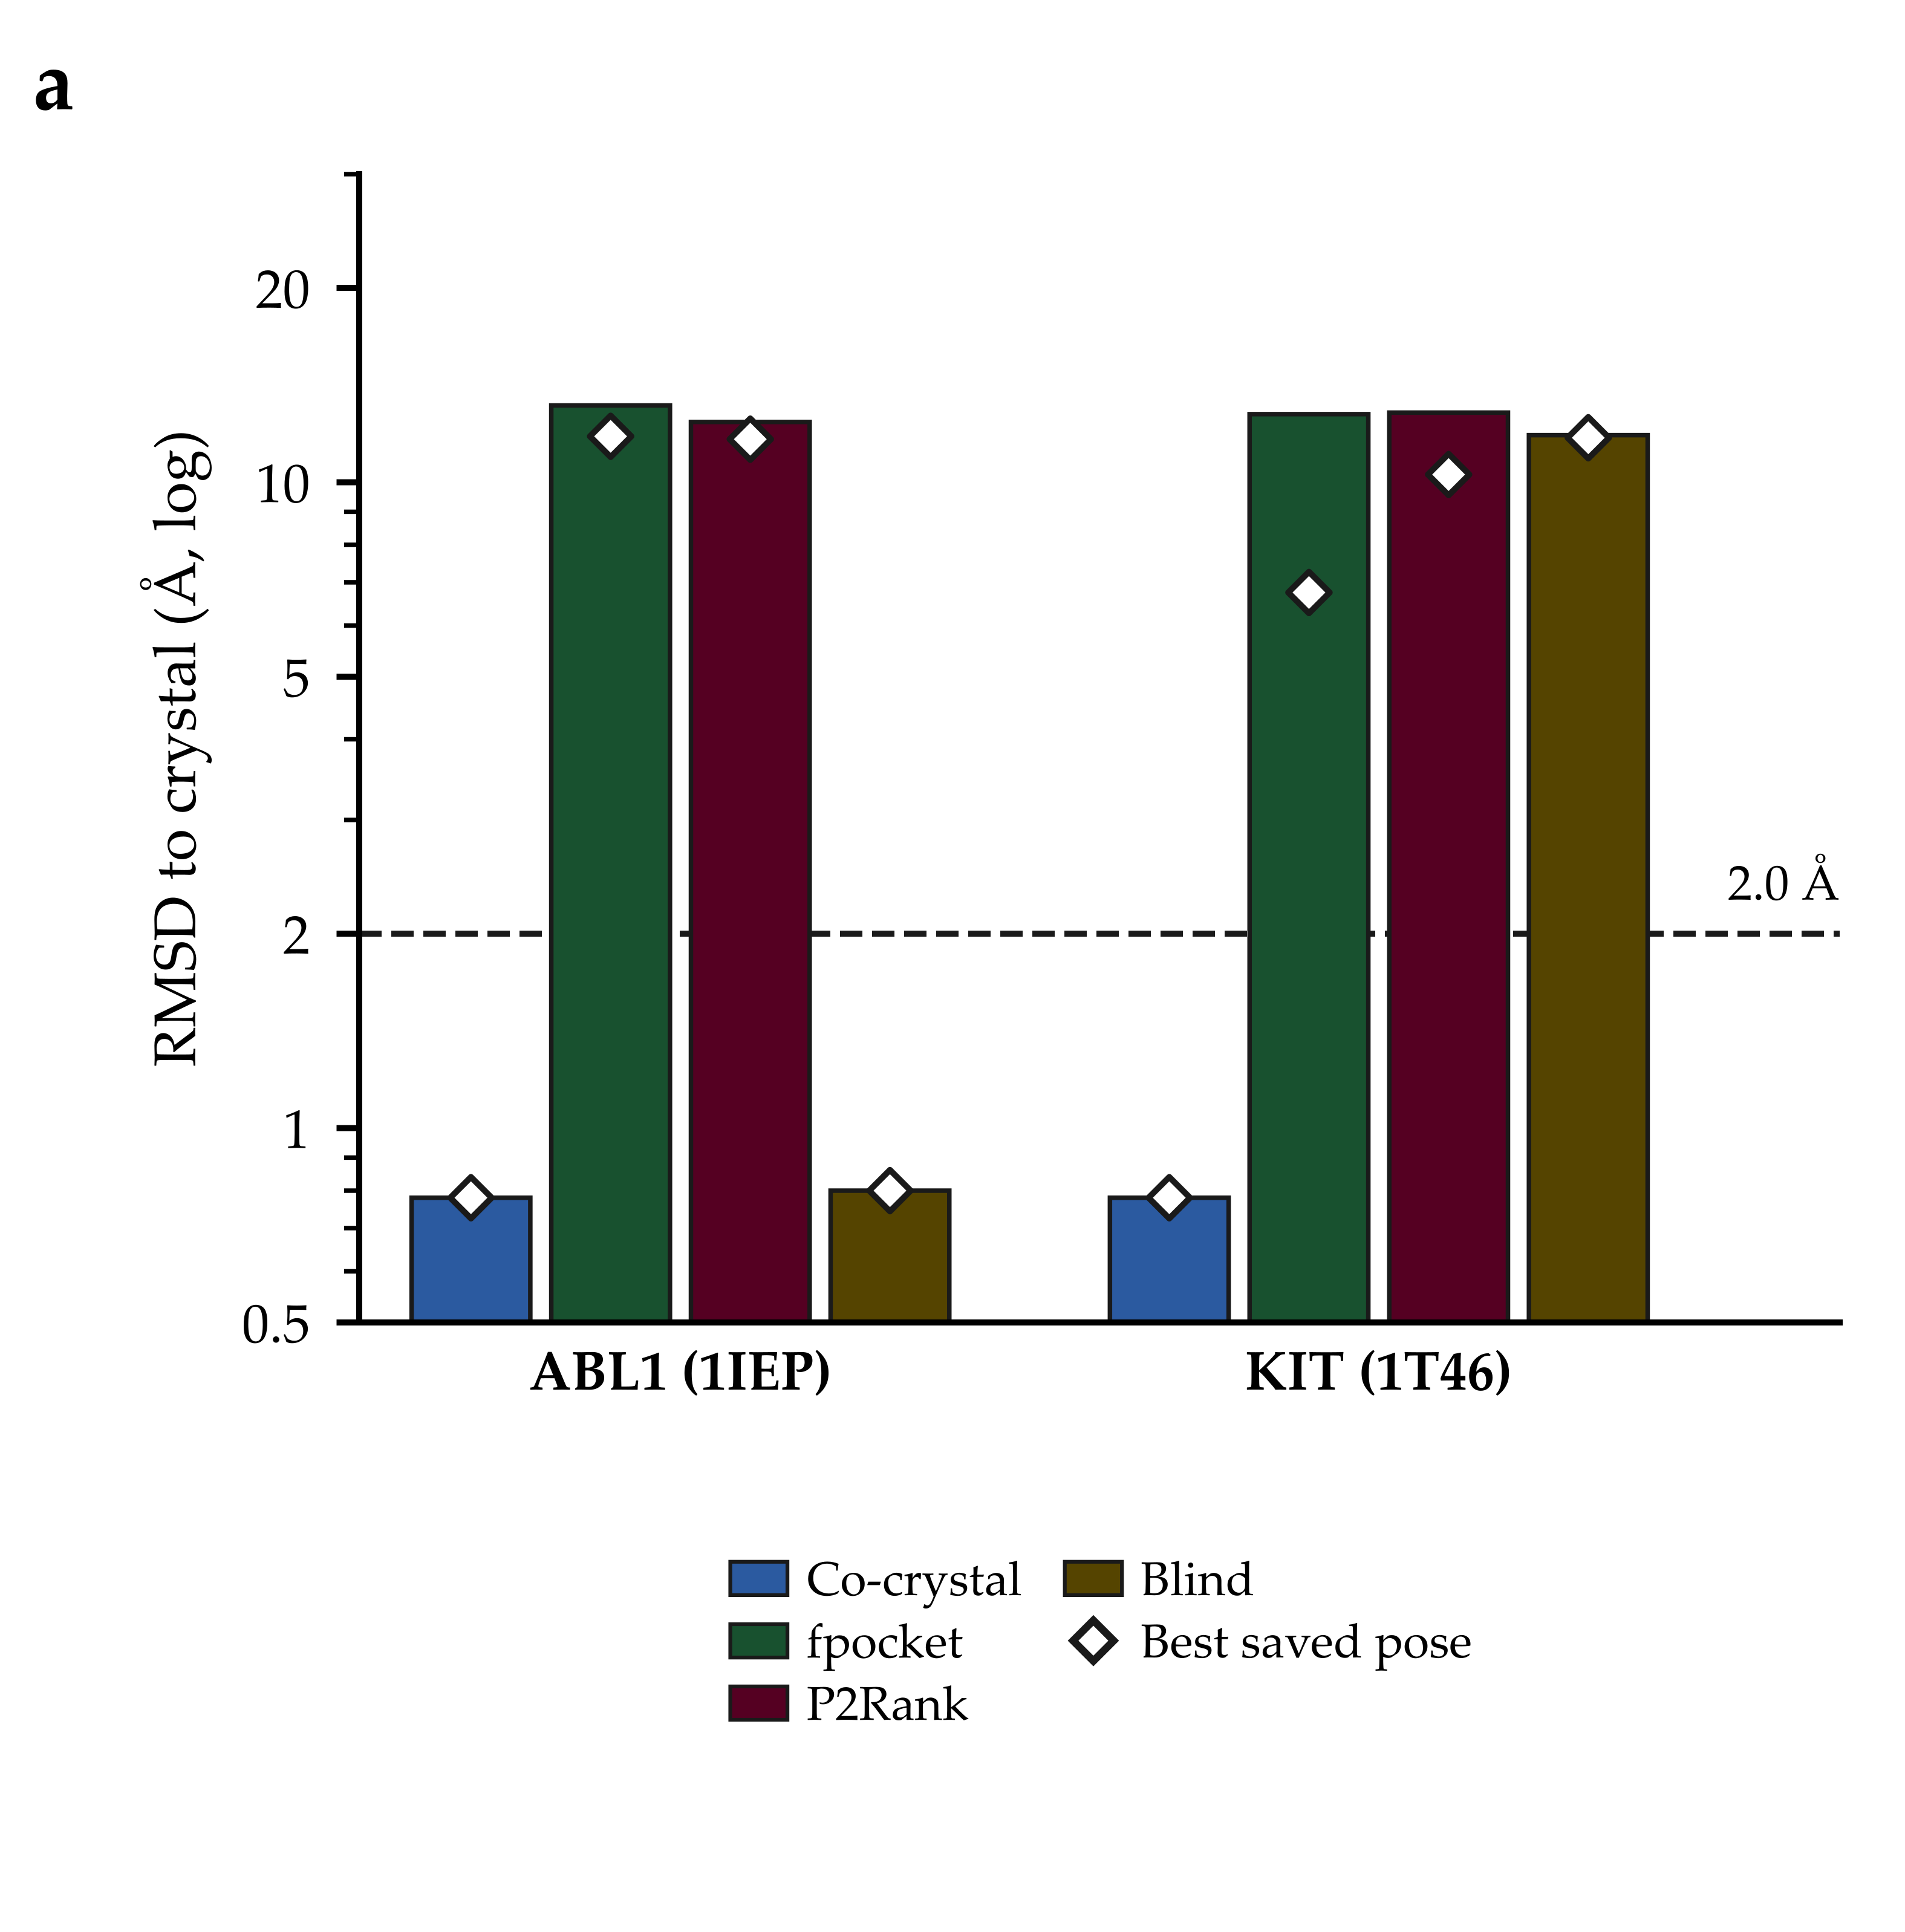 a
RMSD to crystal (Å, log)
20
10
5
2
1
0.5
2.0 Å
ABL1 (1IEP)
KIT (1T46)
Co-crystal
fpocket
P2Rank
Blind
Best saved pose